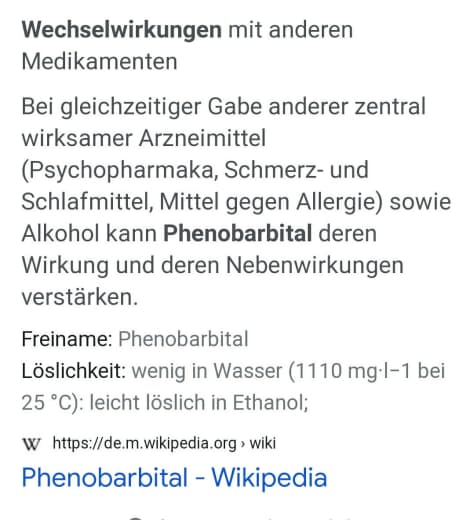 Wechselwirkungen mit anderen
Medikamenten
Bei gleichzeitiger Gabe anderer zentral
wirksamer Arzneimittel
(Psychopharmaka, Schmerz- und
Schlafmittel, Mittel gegen Allergie) sowie
Alkohol kann Phenobarbital deren
Wirkung und deren Nebenwirkungen
verstärken.
Freiname: Phenobarbital
Löslichkeit: wenig in Wasser (1110 mg·l−1 bei
25 °C): leicht löslich in Ethanol;
W https://de.m.wikipedia.org › wiki
Phenobarbital - Wikipedia